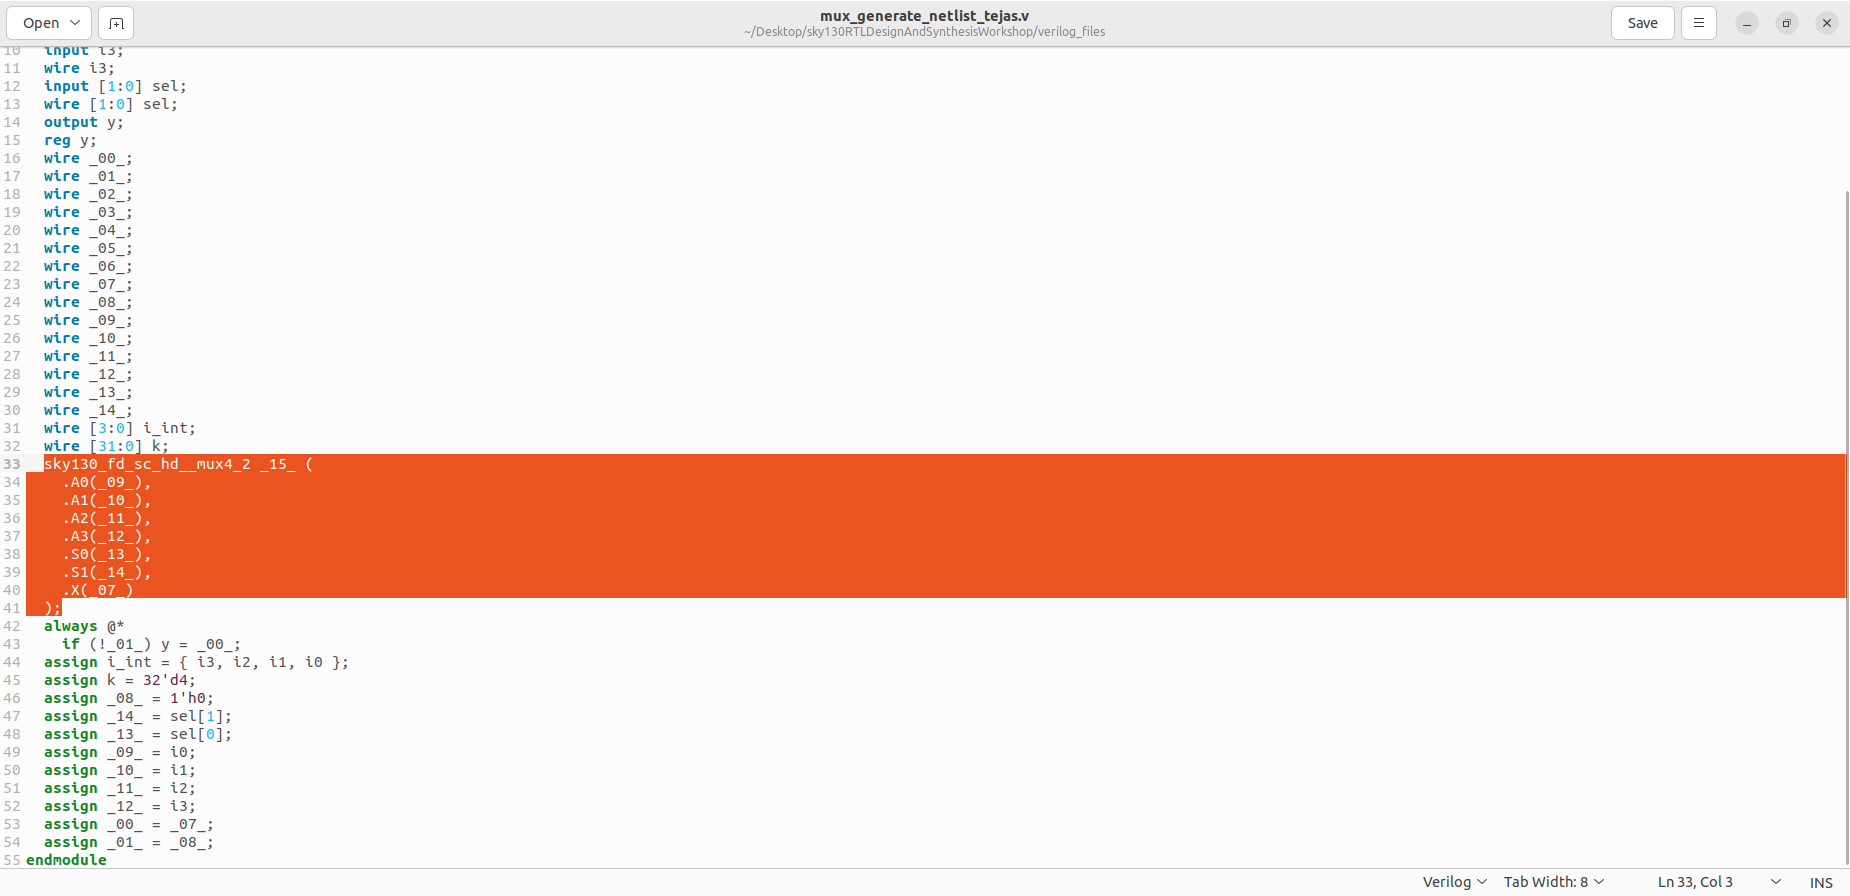 Open
mux_generate_netlist_tejas.v
~/Desktop/sky130RTLDesignAndSynthesisWorkshop/verilog_files
Save
10 input i3;
11 wire i3;
12 input [1:0] sel;
13 wire [1:0] sel;
14 output y;
15 reg y;
16 wire _00_;
17 wire _01_;
18 wire _02_;
19 wire _03_;
20 wire _04_;
21 wire _05_;
22 wire _06_;
23 wire _07_;
24 wire _08_;
25 wire _09_;
26 wire _10_;
27 wire _11_;
28 wire _12_;
29 wire _13_;
30 wire _14_;
31 wire [3:0] i_int;
32 wire [31:0] k;
33 sky130_fd_sc_hd__mux4_2 _15_ (
34 .A0(_09_),
35 .A1(_10_),
36 .A2(_11_),
37 .A3(_12_),
38 .S0(_13_),
39 .S1(_14_),
40 .X(_07_)
41 );
42 always @*
43 if (!_01_) y = _00_;
44 assign i_int = { i3, i2, i1, i0 };
45 assign k = 32'd4;
46 assign _08_ = 1'h0;
47 assign _14_ = sel[1];
48 assign _13_ = sel[0];
49 assign _09_ = i0;
50 assign _10_ = i1;
51 assign _11_ = i2;
52 assign _12_ = i3;
53 assign _00_ = _07_;
54 assign _01_ = _08_;
55 endmodule
Verilog Tab Width: 8 Ln 33, Col 3 INS